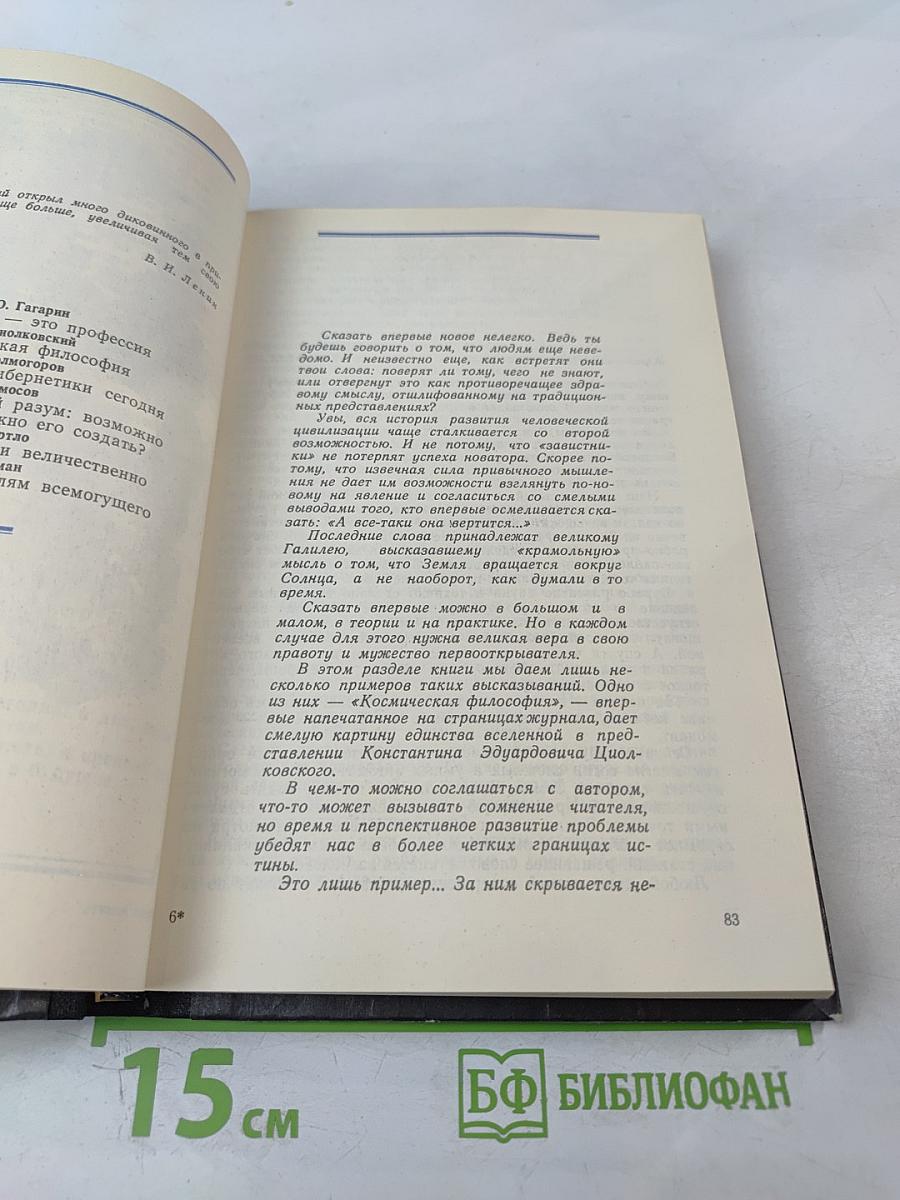 ий открыл много диковинного в при-
ще больше, увеличивая тем свою
В. И. Ленин
Ю. Гагарин
— это профессия
иолковский
кая философия
олмогоров
ибернетики сегодня
мосов
й разум: возможно
жно его создать?
ртло
и величественно
ман
лям всемогущего
Сказать впервые новое нелегко. Ведь ты
будешь говорить о том, что людям еще неве-
домо. И неизвестно еще, как встретят они
твои слова: поверят ли тому, чего не знают,
или отвергнут это как противоречащее здра-
вому смыслу, отшлифованному на традицион-
ных представлениях?
Увы, вся история развития человеческой
цивилизации чаще сталкивается со второй
возможностью. И не потому, что «завистни-
ки» не потерпят успеха новатора. Скорее по-
тому, что извечная сила привычного мышле-
ния не дает им возможности взглянуть по-но-
вому на явление и согласиться со смелыми
выводами того, кто впервые осмеливается ска-
зать: «А все-таки она вертится...»
Последние слова принадлежат великому
Галилею, высказавшему «крамольную»
мысль о том, что Земля вращается вокруг
Солнца, а не наоборот, как думали в то
время.
Сказать впервые можно в большом и в
малом, в теории и на практике. Но в каждом
случае для этого нужна великая вера в свою
правоту и мужество первооткрывателя.
В этом разделе книги мы даем лишь не-
сколько примеров таких высказываний. Одно
из них — «Космическая философия», — впер-
вые напечатанное на страницах журнала, дает
смелую картину единства вселенной в пред-
ставлении Константина Эдуардовича Циол-
ковского.
В чем-то можно соглашаться с автором,
что-то может вызывать сомнение читателя,
но время и перспективное развитие проблемы
убедят нас в более четких границах ис-
тины.
Это лишь пример... За ним скрывается не-
6*
83
15 см
БФ БИБЛИОФАН